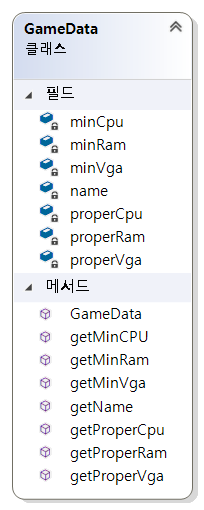 GameData
클래스
필드
minCpu
minRam
minVga
name
properCpu
properRam
properVga
메서드
GameData
getMinCPU
getMinRam
getMinVga
getName
getProperCpu
getProperRam
getProperVga